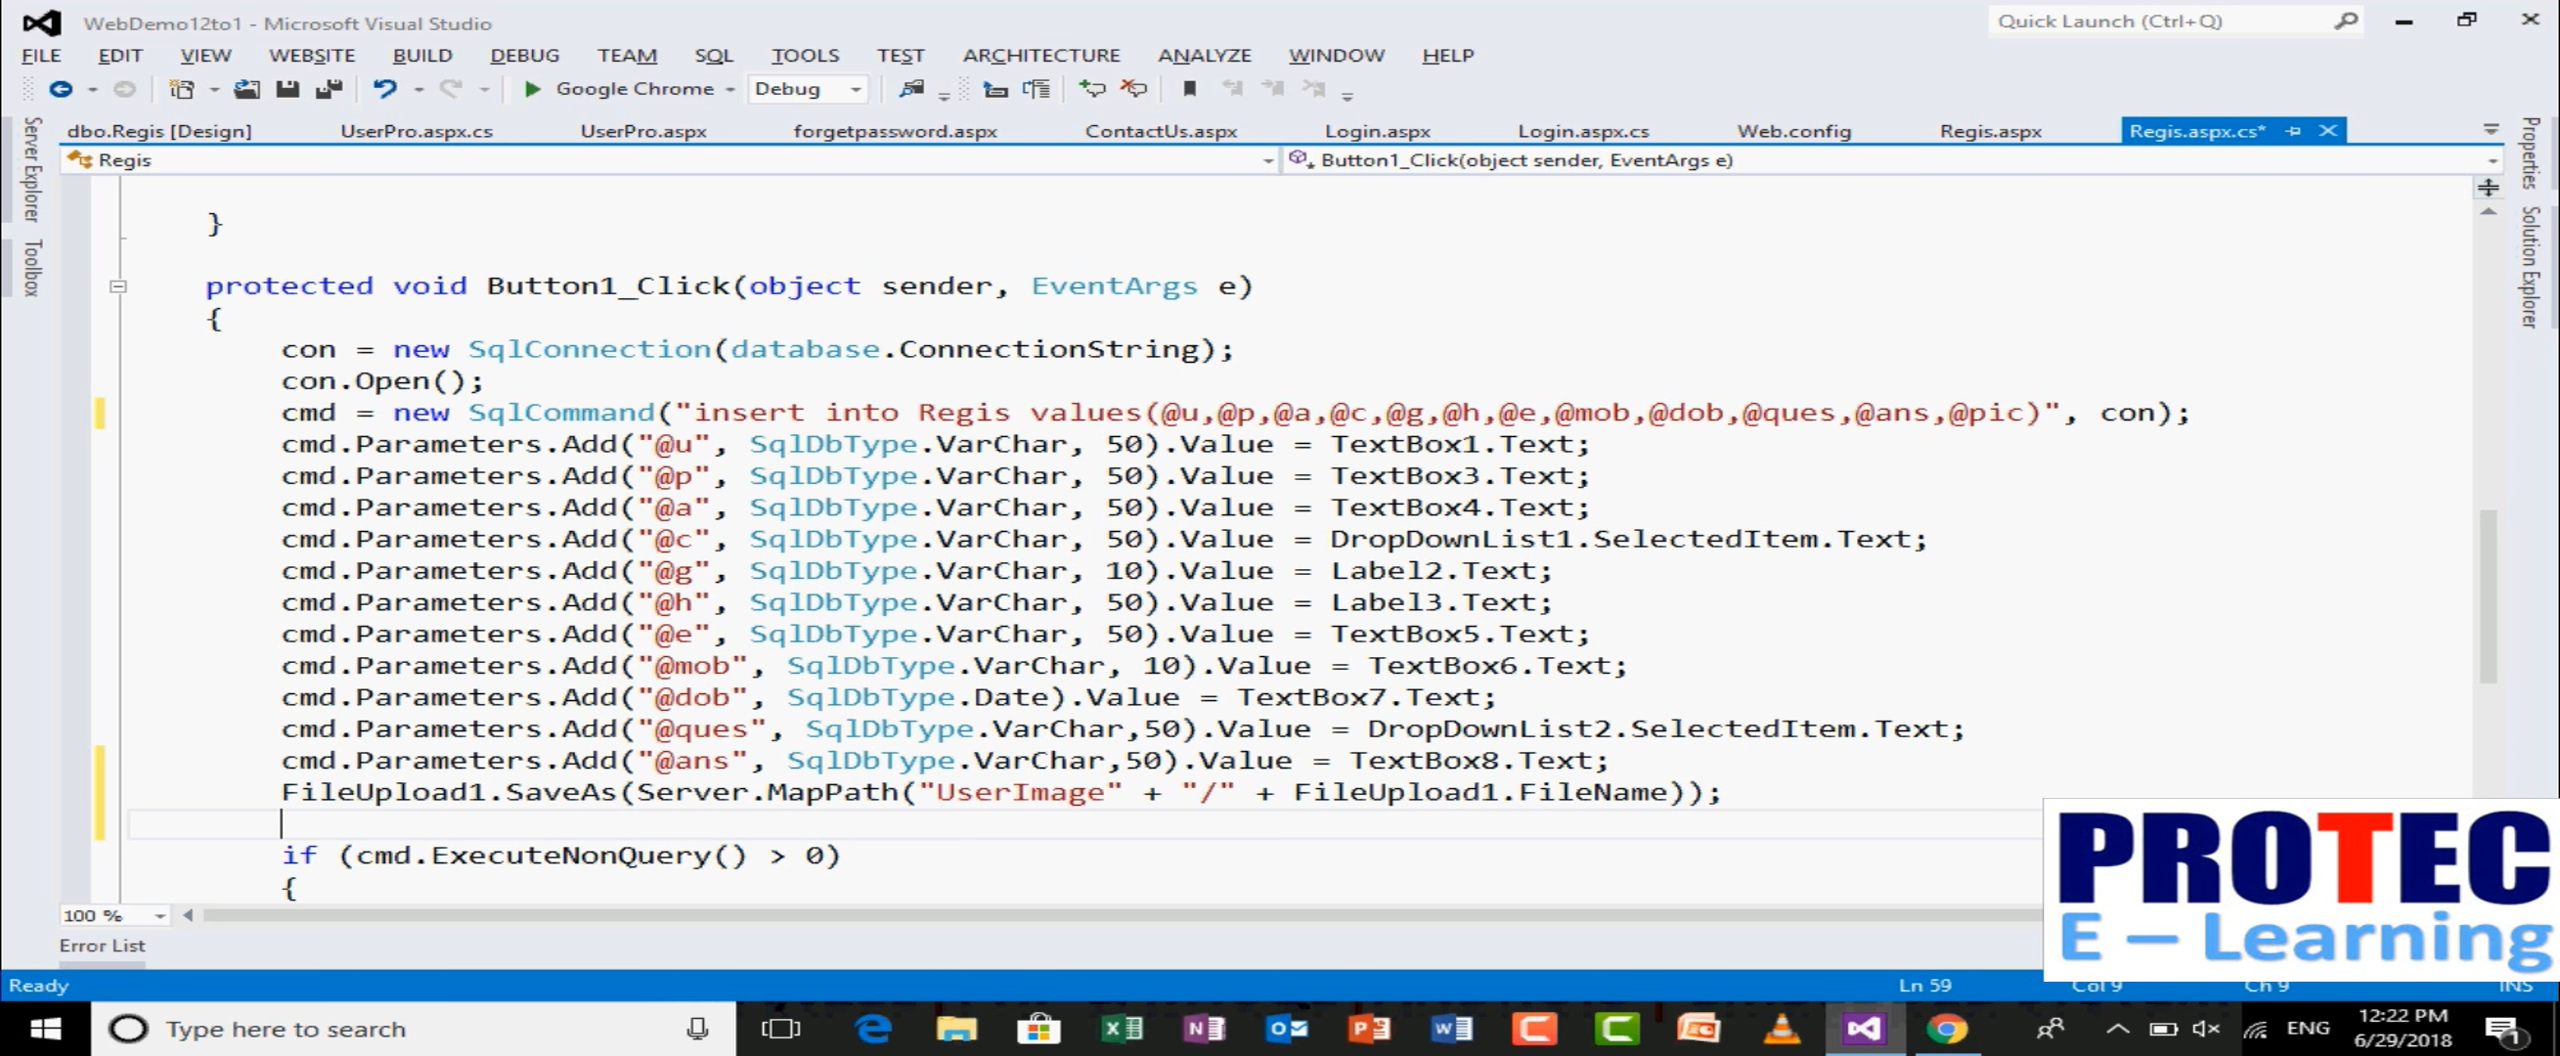 WebDemo12to1 - Microsoft Visual Studio
Quick Launch (Ctrl+Q)
FILE EDIT VIEW WEBSITE BUILD DEBUG TEAM SQL TOOLS TEST ARCHITECTURE ANALYZE WINDOW HELP
Google Chrome Debug
Server Explorer
Toolbox
dbo.Regis [Design] UserPro.aspx.cs UserPro.aspx forgetpassword.aspx ContactUs.aspx Login.aspx Login.aspx.cs Web.config Regis.aspx Regis.aspx.cs*
Properties
Solution Explorer
Regis Button1_Click(object sender, EventArgs e)
}
protected void Button1_Click(object sender, EventArgs e)
{
con = new SqlConnection(database.ConnectionString);
con.Open();
cmd = new SqlCommand("insert into Regis values(@u,@p,@a,@c,@g,@h,@e,@mob,@dob,@ques,@ans,@pic)", con);
cmd.Parameters.Add("@u", SqlDbType.VarChar, 50).Value = TextBox1.Text;
cmd.Parameters.Add("@p", SqlDbType.VarChar, 50).Value = TextBox3.Text;
cmd.Parameters.Add("@a", SqlDbType.VarChar, 50).Value = TextBox4.Text;
cmd.Parameters.Add("@c", SqlDbType.VarChar, 50).Value = DropDownList1.SelectedItem.Text;
cmd.Parameters.Add("@g", SqlDbType.VarChar, 10).Value = Label2.Text;
cmd.Parameters.Add("@h", SqlDbType.VarChar, 50).Value = Label3.Text;
cmd.Parameters.Add("@e", SqlDbType.VarChar, 50).Value = TextBox5.Text;
cmd.Parameters.Add("@mob", SqlDbType.VarChar, 10).Value = TextBox6.Text;
cmd.Parameters.Add("@dob", SqlDbType.Date).Value = TextBox7.Text;
cmd.Parameters.Add("@ques", SqlDbType.VarChar,50).Value = DropDownList2.SelectedItem.Text;
cmd.Parameters.Add("@ans", SqlDbType.VarChar,50).Value = TextBox8.Text;
FileUpload1.SaveAs(Server.MapPath("UserImage" + "/" + FileUpload1.FileName));
if (cmd.ExecuteNonQuery() > 0)
{
100 %
PROTEC
E – Learning
Error List
Ready Ln 59 Col 9 Ch 9 INS
Type here to search
ENG
12:22 PM
6/29/2018